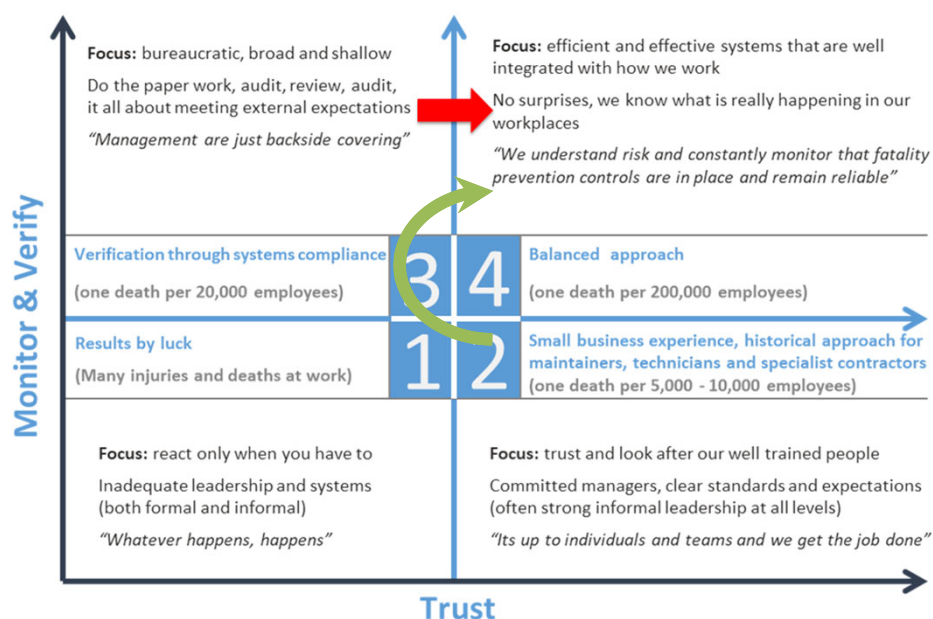 Focus: bureaucratic, broad and shallow
Do the paper work, audit, review, audit,
it all about meeting external expectations
“Management are just backside covering”
Focus: efficient and effective systems that are well
integrated with how we work
No surprises, we know what is really happening in our
workplaces
“We understand risk and constantly monitor that fatality
prevention controls are in place and remain reliable”
Monitor & Verify
Verification through systems compliance
(one death per 20,000 employees)
3
4
Balanced approach
(one death per 200,000 employees)
Results by luck
(Many injuries and deaths at work)
1
2
Small business experience, historical approach for
maintainers, technicians and specialist contractors
(one death per 5,000 - 10,000 employees)
Focus: react only when you have to
Inadequate leadership and systems
(both formal and informal)
“Whatever happens, happens”
Focus: trust and look after our well trained people
Committed managers, clear standards and expectations
(often strong informal leadership at all levels)
“Its up to individuals and teams and we get the job done”
Trust